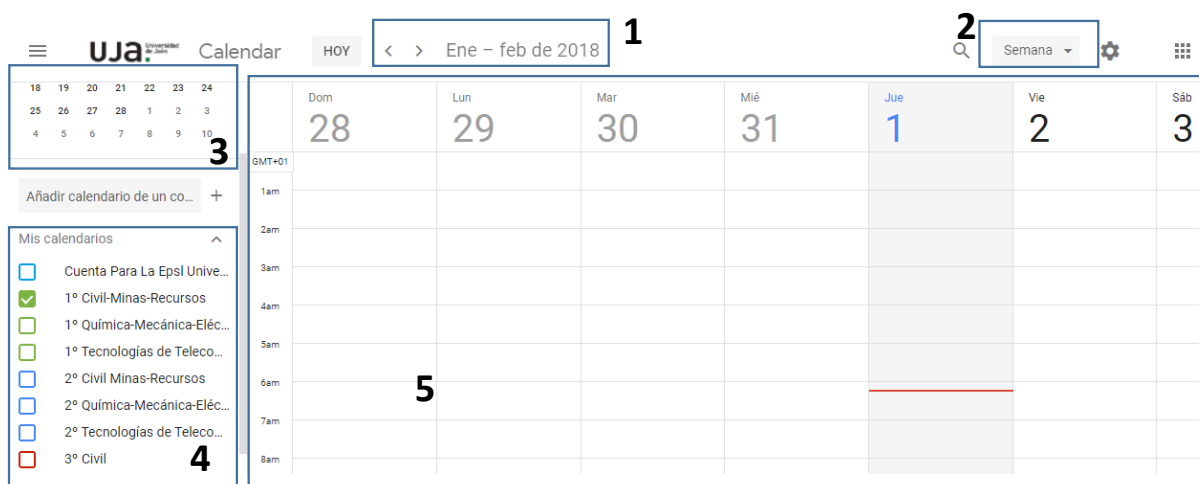 1
2
uja: Universidad de Jaén Calendar HOY < > Ene – feb de 2018 Semana
18 19 20 21 22 23 24
25 26 27 28 1 2 3
4 5 6 7 8 9 10
3
Añadir calendario de un co... +
Mis calendarios
Cuenta Para La Epsl Unive...
1º Civil-Minas-Recursos
1º Química-Mecánica-Eléc...
1º Tecnologías de Teleco...
2º Civil Minas-Recursos
2º Química-Mecánica-Eléc...
2º Tecnologías de Teleco...
3º Civil
4
Dom Lun Mar Mié Jue Vie Sáb
28 29 30 31 1 2 3
GMT+01
1am
2am
3am
4am
5am
6am
5
7am
8am